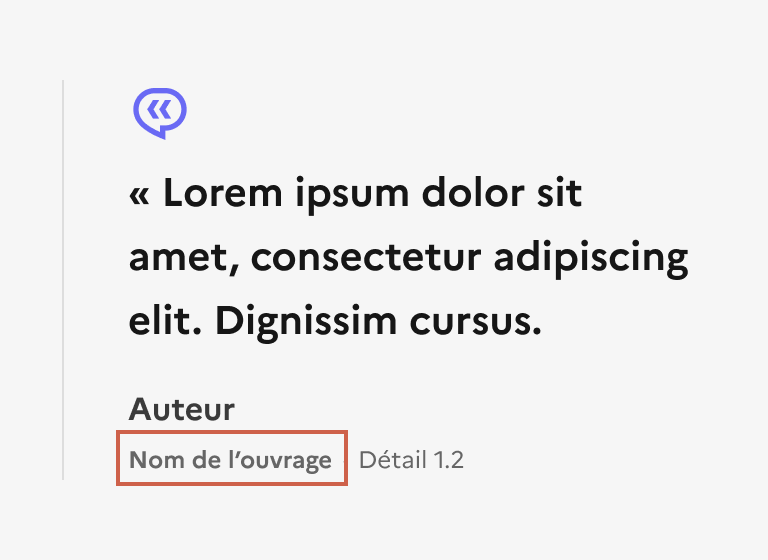 « Lorem ipsum dolor sit
amet, consectetur adipiscing
elit. Dignissim cursus.
Auteur
Nom de l’ouvrage Détail 1.2